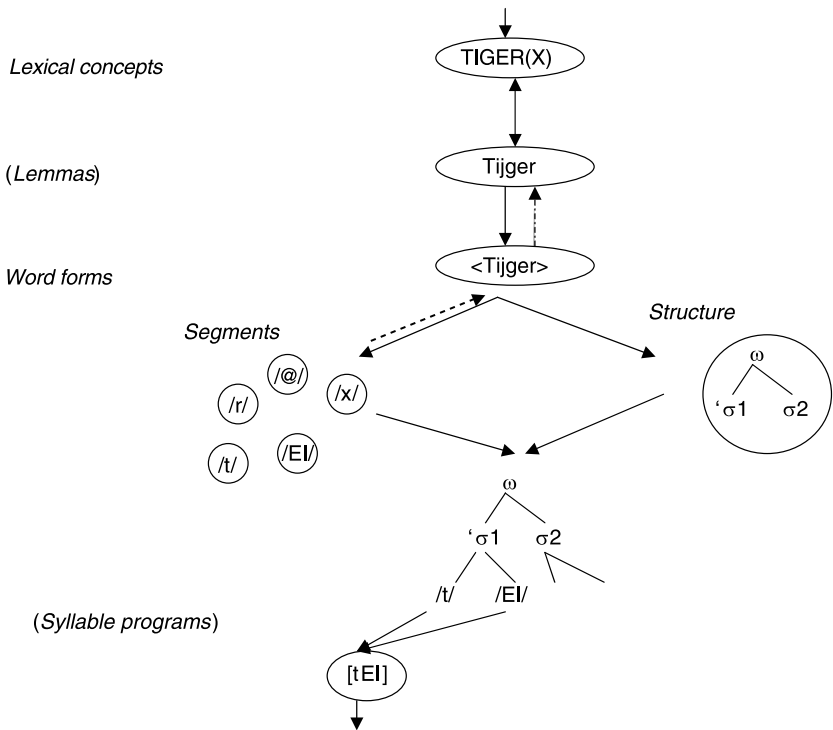 TIGER(X)
Lexical concepts
Tijger
(Lemmas)
<Tijger>
Word forms
Segments
Structure
/@/
/x/
/r/
/t/
/EI/
ω
‘σ1 σ2
ω
‘σ1 σ2
/t/ /EI/
(Syllable programs)
[tEI]